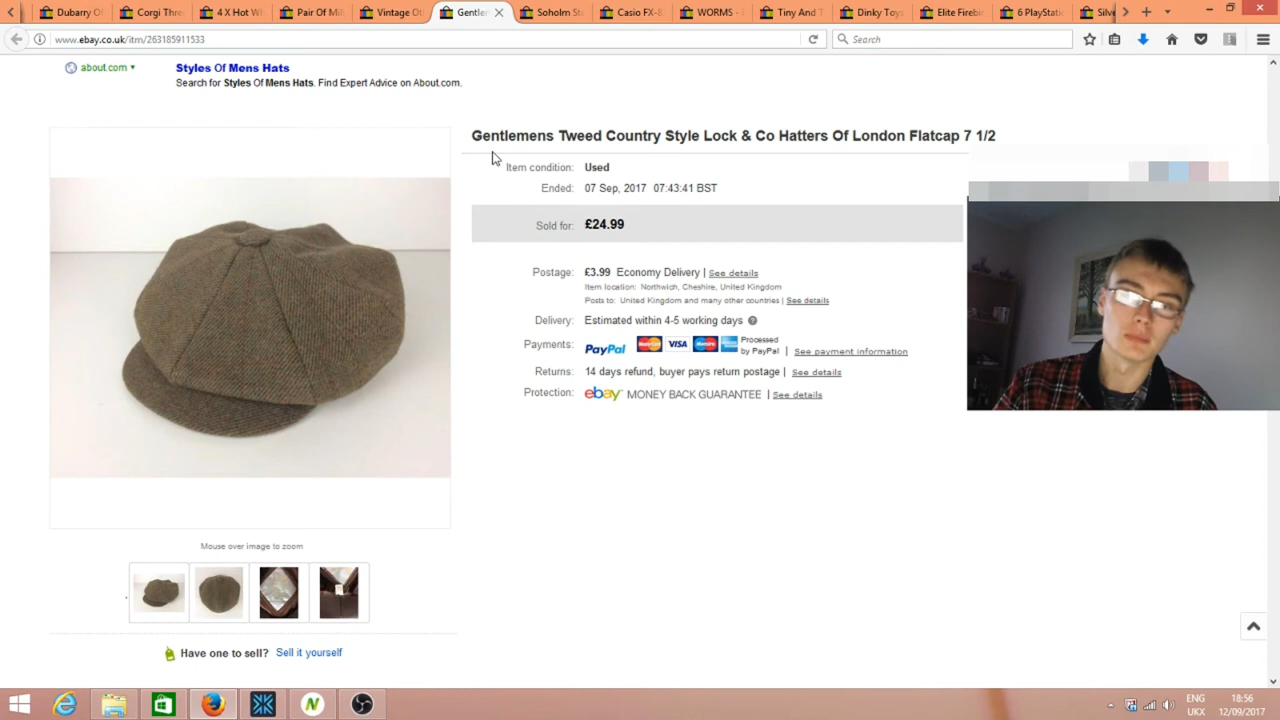 Dubarry Of
Corgi Thre
4 X Hot W
Pair Of Mi
Vintage Ot
Gentle
Soholm St
Casio FX-8
WORMS -
Tiny And T
Dinky Toys
Elite Firebi
6 PlayStati
Silve
www.ebay.co.uk/itm/263185911533
Search
about.com
Styles Of Mens Hats
Search for Styles Of Mens Hats. Find Expert Advice on About.com.
Gentlemens Tweed Country Style Lock & Co Hatters Of London Flatcap 7 1/2
Item condition: Used
Ended: 07 Sep, 2017 07:43:41 BST
Sold for: £24.99
Postage: £3.99 Economy Delivery | See details
Item location: Northwich, Cheshire, United Kingdom
Posts to: United Kingdom and many other countries | See details
Delivery: Estimated within 4-5 working days
Payments: PayPal MasterCard VISA Maestro Processed by PayPal | See payment information
Returns: 14 days refund, buyer pays return postage | See details
Protection: ebay MONEY BACK GUARANTEE | See details
Mouse over image to zoom
Have one to sell? Sell it yourself
ENG
UKX
18:56
12/09/2017